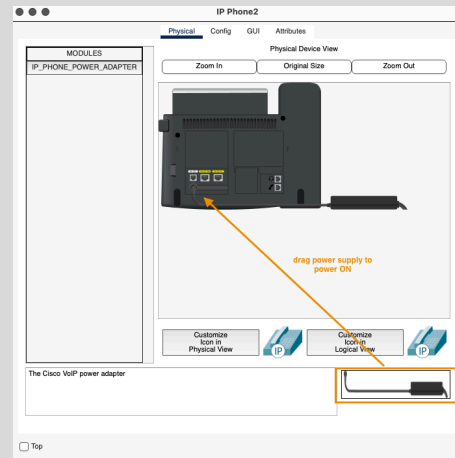 IP Phone2
Physical Config GUI Attributes
MODULES
IP_PHONE_POWER_ADAPTER
Physical Device View
Zoom In Original Size Zoom Out
drag power supply to
power ON
Customize
Icon in
Physical View
IP
Customize
Icon in
Logical View
IP
The Cisco VoIP power adapter
Top